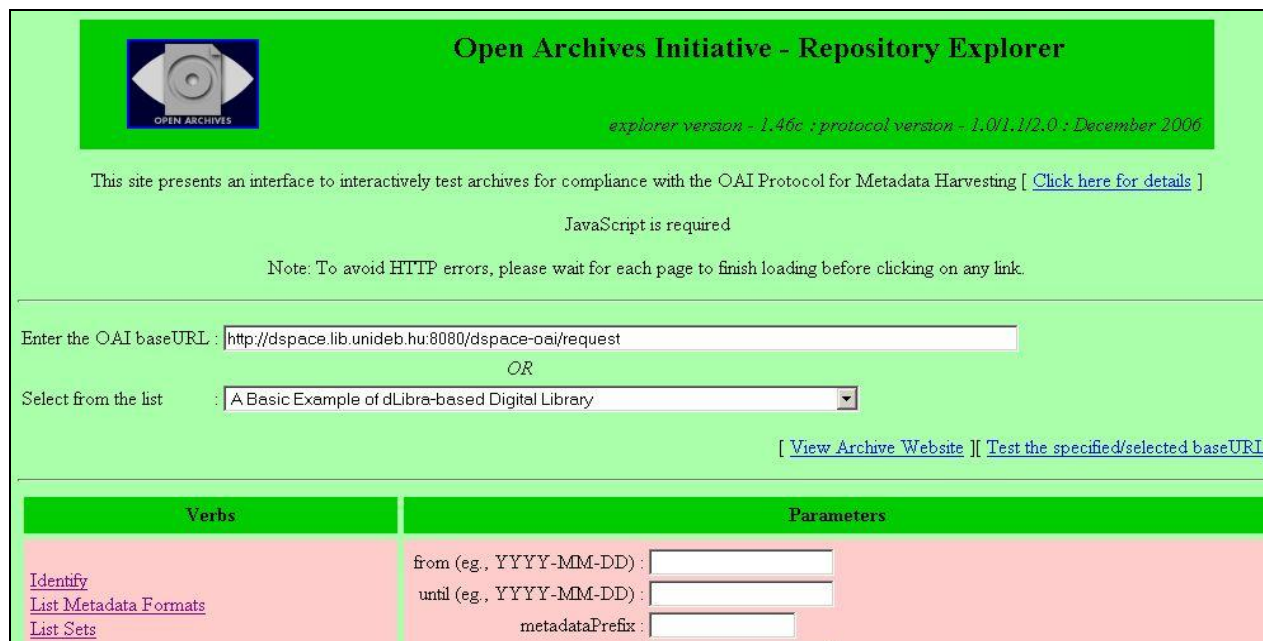 Open Archives Initiative - Repository Explorer
OPEN ARCHIVES
explorer version - 1.46c : protocol version - 1.0/1.1/2.0 : December 2006
This site presents an interface to interactively test archives for compliance with the OAI Protocol for Metadata Harvesting [ Click here for details ]
JavaScript is required
Note: To avoid HTTP errors, please wait for each page to finish loading before clicking on any link.
Enter the OAI baseURL : http://dspace.lib.unideb.hu:8080/dspace-oai/request
OR
Select from the list : A Basic Example of dLibra-based Digital Library
[ View Archive Website ][ Test the specified/selected baseURL
Verbs
Parameters
Identify
List Metadata Formats
List Sets
from (eg., YYYY-MM-DD) :
until (eg., YYYY-MM-DD) :
metadataPrefix :